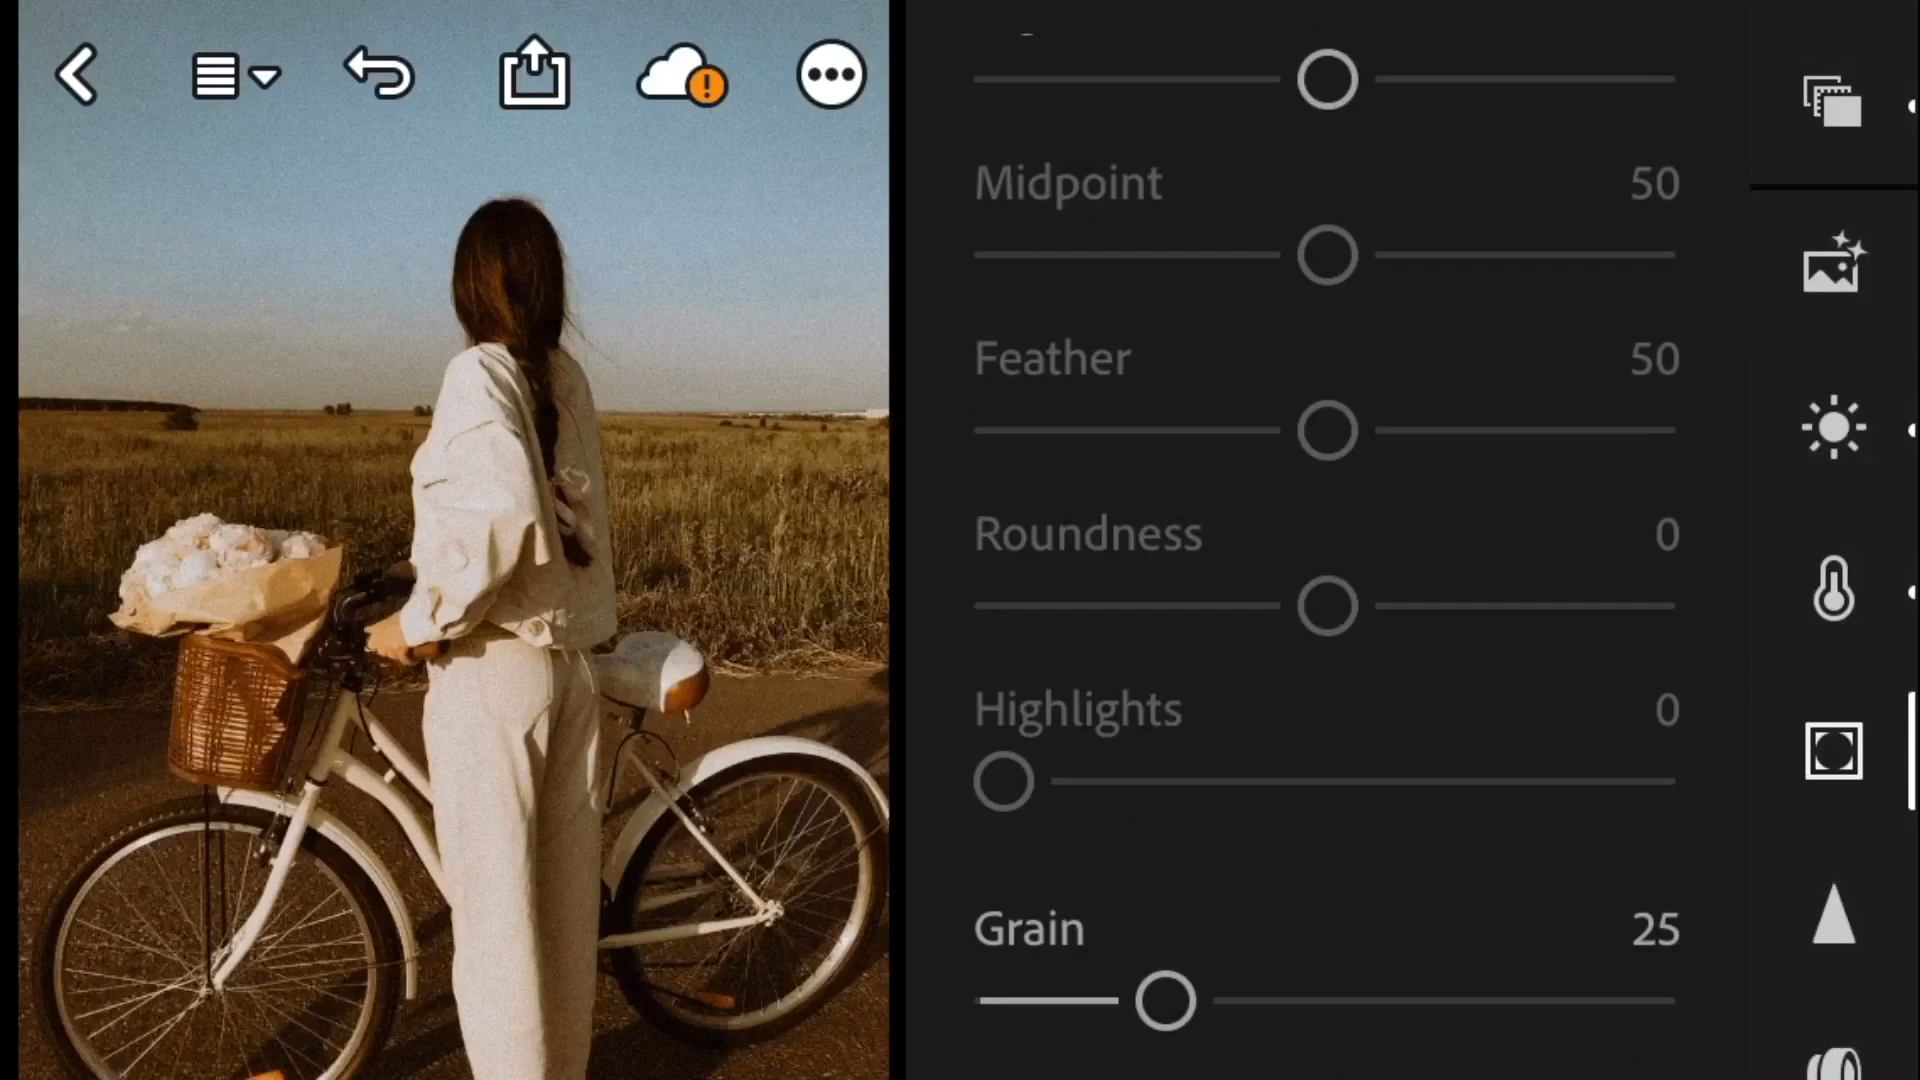 Midpoint 50
Feather 50
Roundness 0
Highlights 0
Grain 25